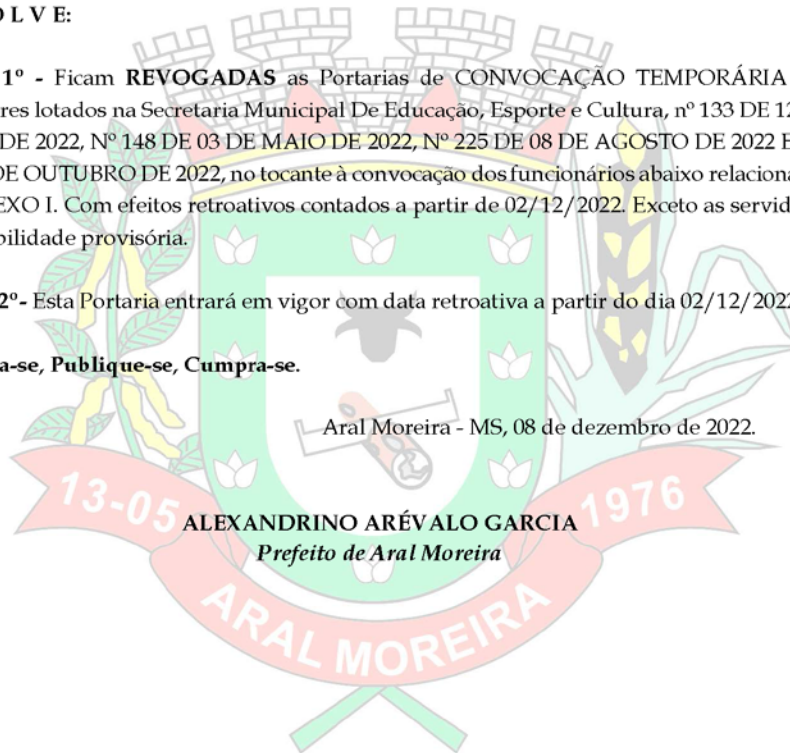 O L V E:
1º - Ficam REVOGADAS as Portarias de CONVOCAÇÃO TEMPORÁRIA
res lotados na Secretaria Municipal De Educação, Esporte e Cultura, nº 133 DE 12
DE 2022, Nº 148 DE 03 DE MAIO DE 2022, Nº 225 DE 08 DE AGOSTO DE 2022 E
DE OUTUBRO DE 2022, no tocante à convocação dos funcionários abaixo relaciona
EXO I. Com efeitos retroativos contados a partir de 02/12/2022. Exceto as servid
bilidade provisória.
2º- Esta Portaria entrará em vigor com data retroativa a partir do dia 02/12/2022
a-se, Publique-se, Cumpra-se.
Aral Moreira - MS, 08 de dezembro de 2022.
13-05
1976
ALEXANDRINO ARÉVALO GARCIA
Prefeito de Aral Moreira
ARAL MOREIRA